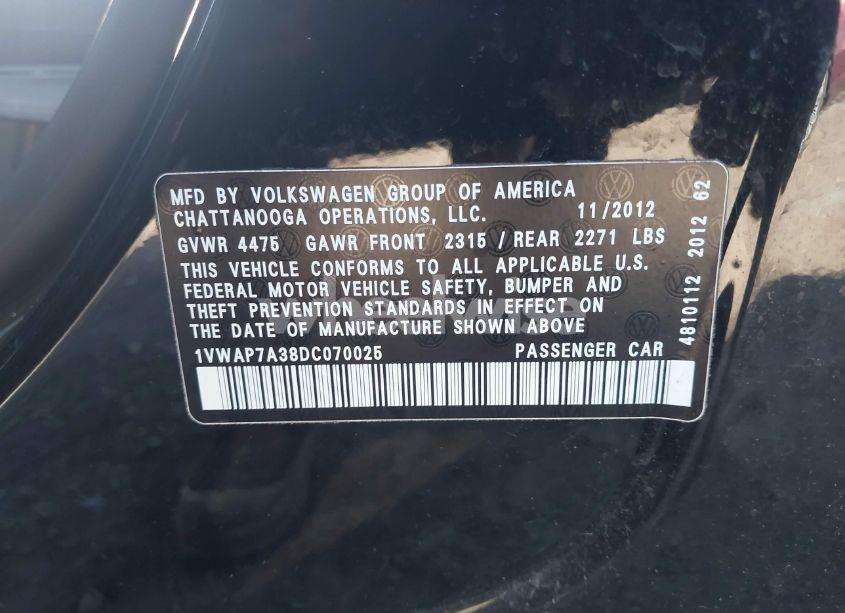 MFD BY VOLKSWAGEN GROUP OF AMERICA
CHATTANOOGA OPERATIONS, LLC. 11/2012
GVWR 4475 GAWR FRONT 2315 / REAR 2271 LBS
THIS VEHICLE CONFORMS TO ALL APPLICABLE U.S.
FEDERAL MOTOR VEHICLE SAFETY, BUMPER AND
THEFT PREVENTION STANDARDS IN EFFECT ON
THE DATE OF MANUFACTURE SHOWN ABOVE
1VWAP7A38DC070025 PASSENGER CAR
4810112 2012 62